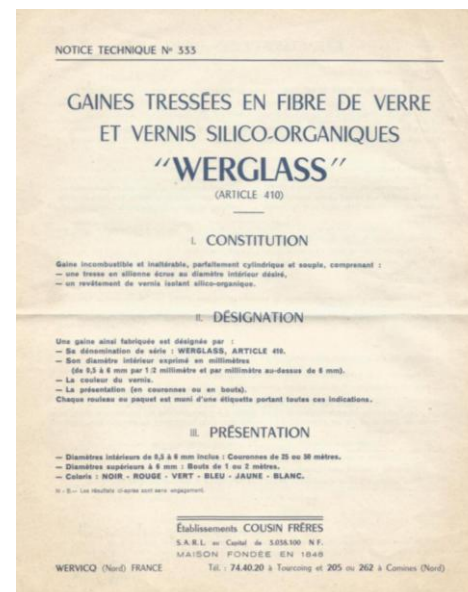 NOTICE TECHNIQUE Nº 333
GAINES TRESSÉES EN FIBRE DE VERRE
ET VERNIS SILICO-ORGANIQUES
“WERGLASS”
(ARTICLE 410)
I. CONSTITUTION
Gaine incombustible et inaltérable, parfaitement cylindrique et souple, comprenant :
— une tresse en silionne écrue au diamètre intérieur désiré,
— un revêtement de vernis isolant silico-organique.
II. DÉSIGNATION
Une gaine ainsi fabriquée est désignée par :
— Sa dénomination de série : WERGLASS, ARTICLE 410.
— Son diamètre intérieur exprimé en millimètres
(de 0,5 à 6 mm par 1/2 millimètre et par millimètre au-dessus de 6 mm).
— La couleur du vernis.
— La présentation (en couronnes ou en bouts).
Chaque rouleau ou paquet est muni d'une étiquette portant toutes ces indications.
III. PRÉSENTATION
— Diamètres intérieurs de 0,5 à 6 mm inclus : Couronnes de 25 ou 50 mètres.
— Diamètres supérieurs à 6 mm : Bouts de 1 ou 2 mètres.
— Coloris : NOIR - ROUGE - VERT - BLEU - JAUNE - BLANC.
N - B.— Les résultats ci-après sont sans engagement.
Établissements COUSIN FRÈRES
S.A.R.L. au Capital de 5.058.100 N F.
MAISON FONDÉE EN 1848
WERVICQ (Nord) FRANCE Tél. : 74.40.20 à Tourcoing et 205 ou 262 à Comines (Nord)